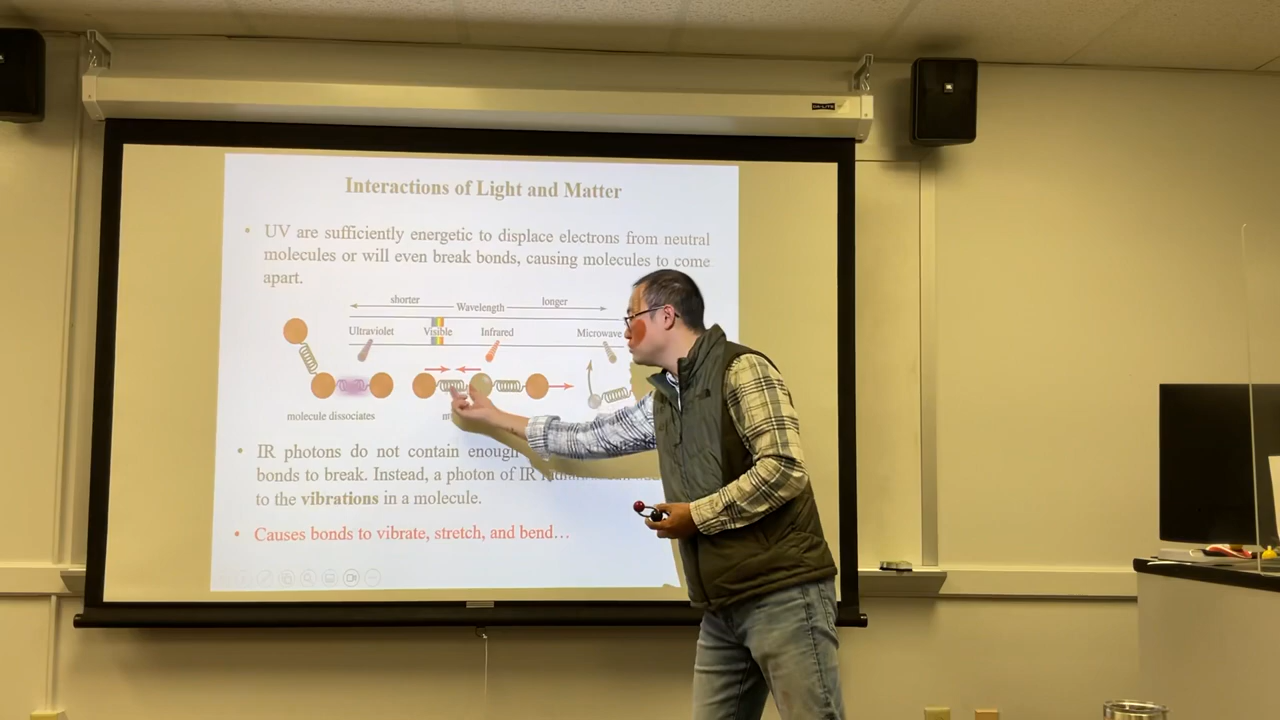 Interactions of Light and Matter
• UV are sufficiently energetic to displace electrons from neutral
molecules or will even break bonds, causing molecules to come
apart.
shorter Wavelength longer
Ultraviolet Visible Infrared Microwave
molecule dissociates
• IR photons do not contain enough
bonds to break. Instead, a photon of IR
to the vibrations in a molecule.
• Causes bonds to vibrate, stretch, and bend…
DA-LITE
JBL